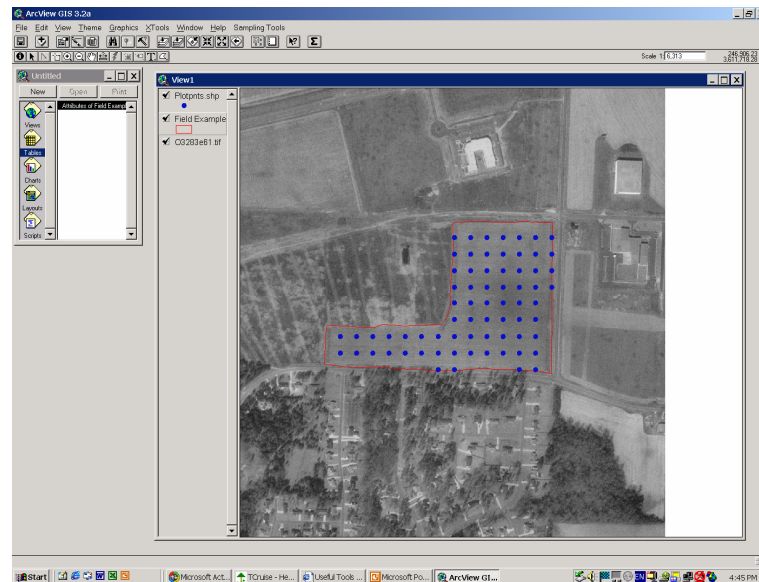 ArcView GIS 3.2a
File Edit View Theme Graphics XTools Window Help Sampling Tools
Scale 1: 6,313
246,906.23
3,611,718.28
Untitled
New Open Print
Attributes of Field Examp
Views
Tables
Charts
Layouts
Scripts
View1
Plotpnts.shp
Field Example
O3283e61.tif
Start
Microsoft Act...
TCruise - He...
Useful Tools ...
Microsoft Po...
ArcView GI...
EN
4:45 PM